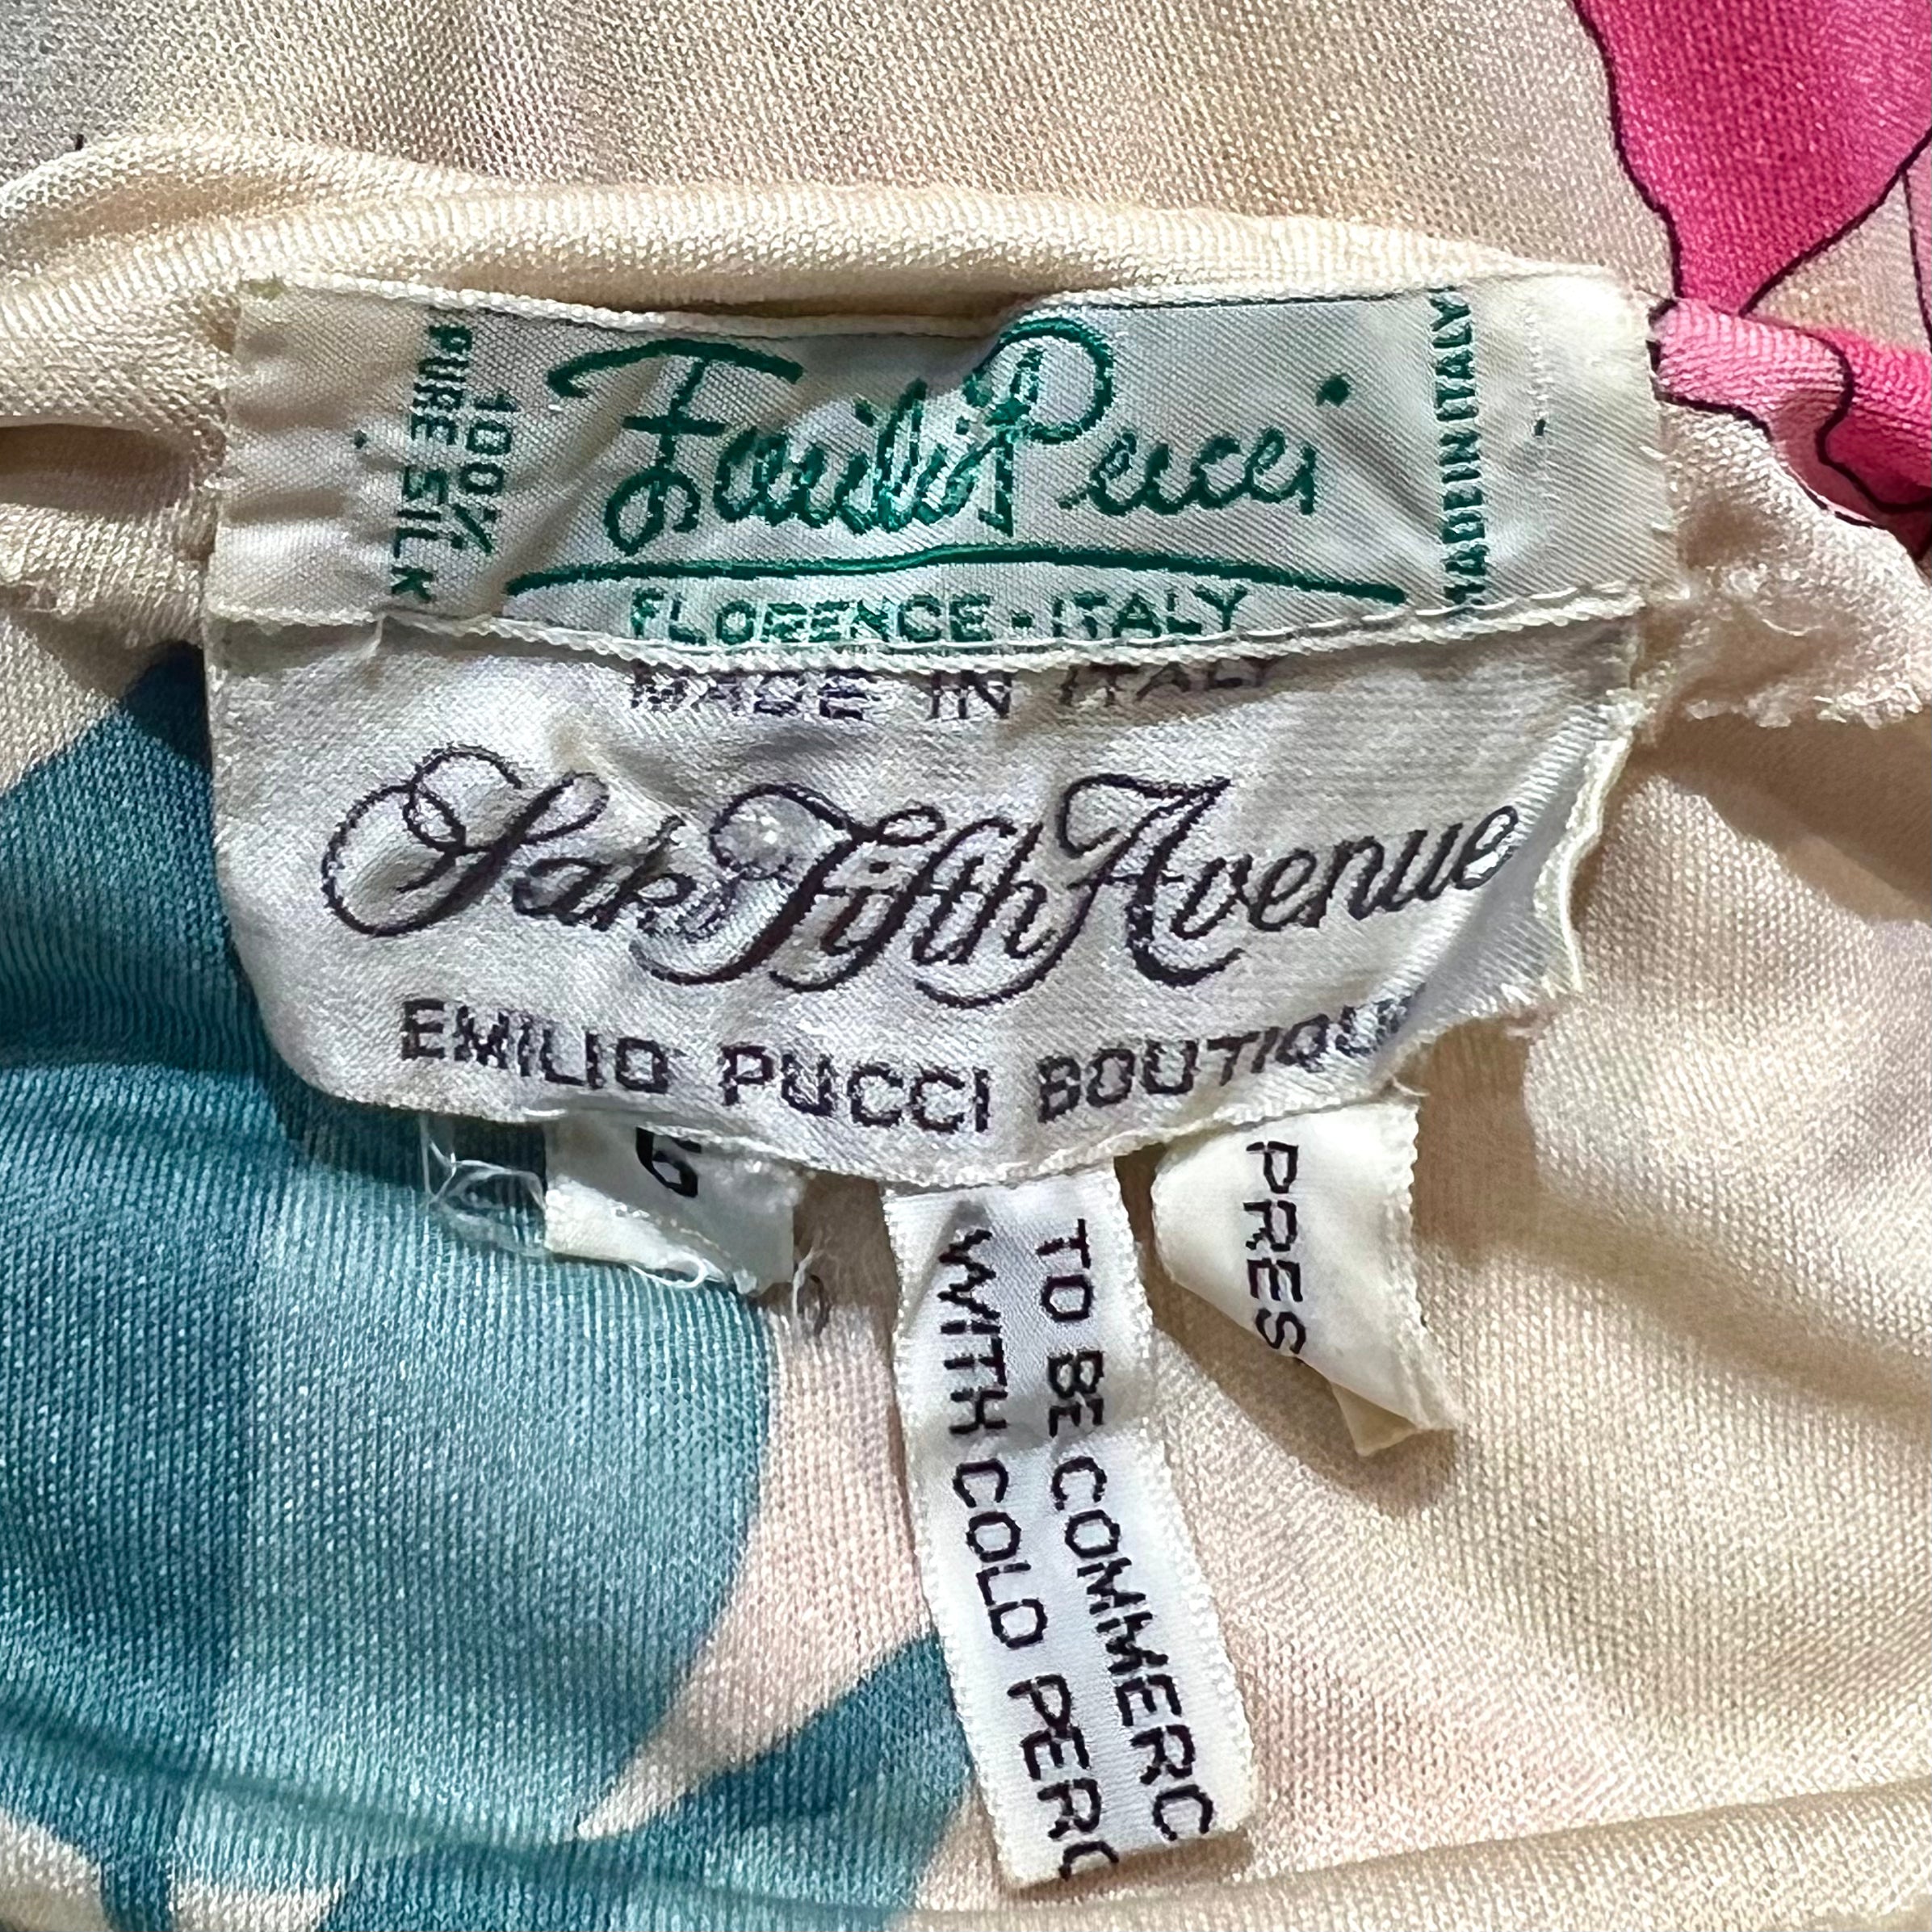 100%
PURE SILK
Emilio Pucci
MADE IN ITALY
FLORENCE - ITALY
MADE IN ITALY
Saks Fifth Avenue
EMILIO PUCCI BOUTIQUE
6
TO BE COMMERC
WITH COLD PERC
PRES